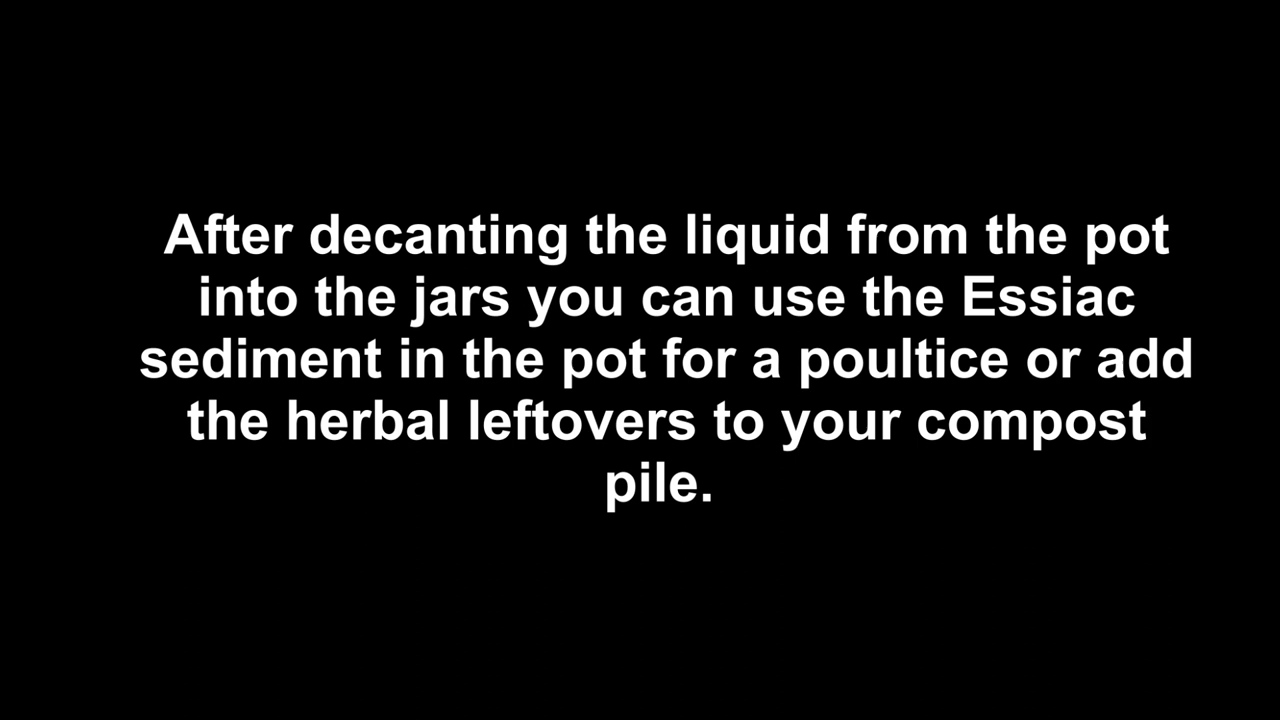 After decanting the liquid from the pot
into the jars you can use the Essiac
sediment in the pot for a poultice or add
the herbal leftovers to your compost
pile.